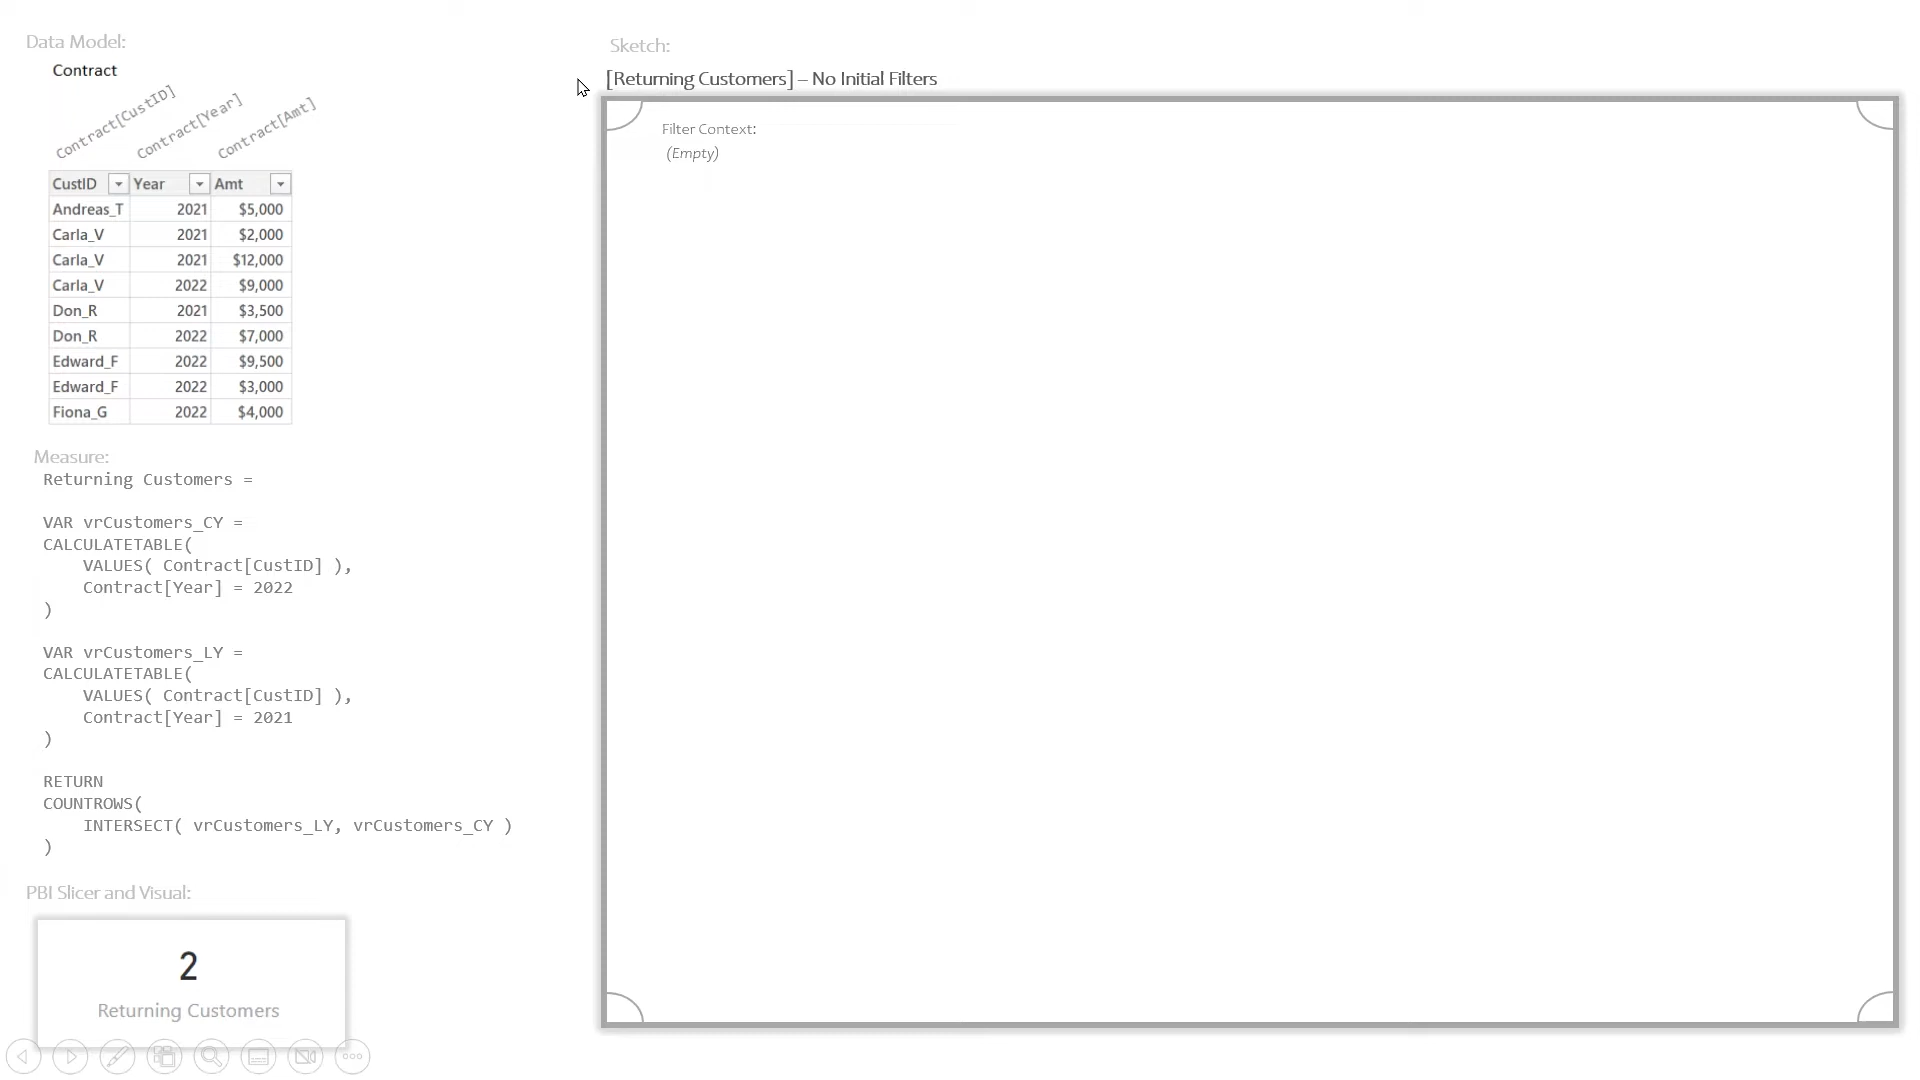 Data Model:
Contract
Contract[CustID]
Contract[Year]
Contract[Amt]
CustID Year Amt
Andreas_T 2021 $5,000
Carla_V 2021 $2,000
Carla_V 2021 $12,000
Carla_V 2022 $9,000
Don_R 2021 $3,500
Don_R 2022 $7,000
Edward_F 2022 $9,500
Edward_F 2022 $3,000
Fiona_G 2022 $4,000
Measure:
Returning Customers =
VAR vrCustomers_CY =
CALCULATETABLE(
    VALUES( Contract[CustID] ),
    Contract[Year] = 2022
)
VAR vrCustomers_LY =
CALCULATETABLE(
    VALUES( Contract[CustID] ),
    Contract[Year] = 2021
)
RETURN
COUNTROWS(
    INTERSECT( vrCustomers_LY, vrCustomers_CY )
)
PBI Slicer and Visual:
2
Returning Customers
Sketch:
[Returning Customers] – No Initial Filters
Filter Context:
(Empty)